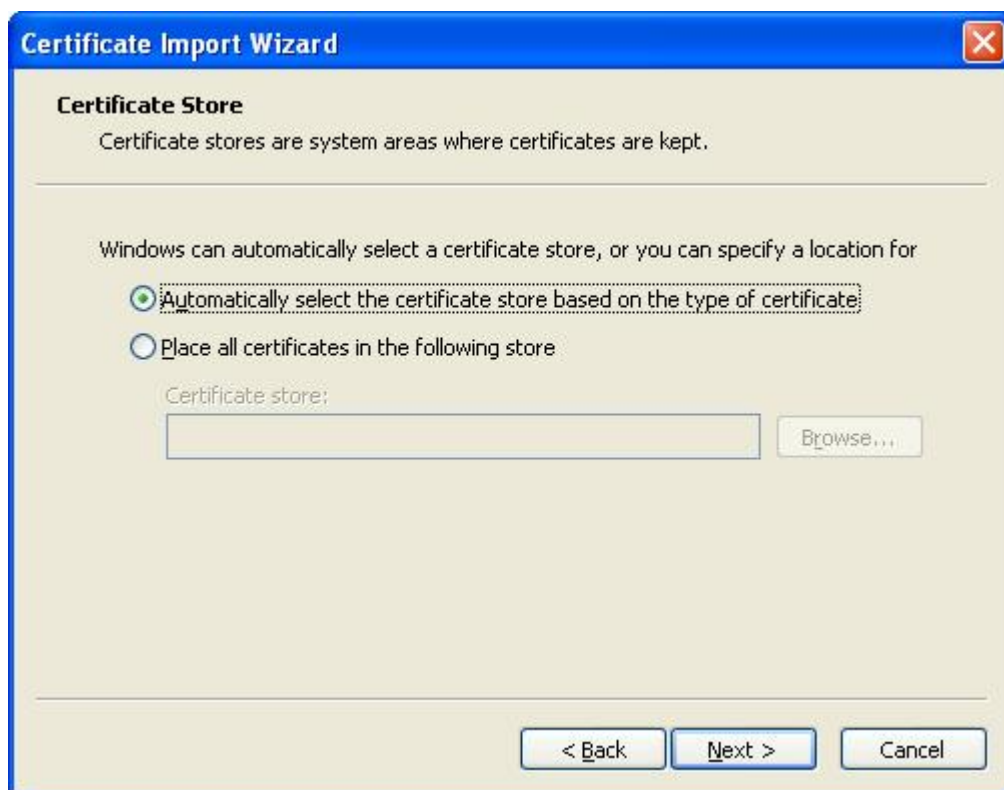 Certificate Import Wizard
Certificate Store
Certificate stores are system areas where certificates are kept.
Windows can automatically select a certificate store, or you can specify a location for
Automatically select the certificate store based on the type of certificate
Place all certificates in the following store
Certificate store:
Browse...
< Back
Next >
Cancel